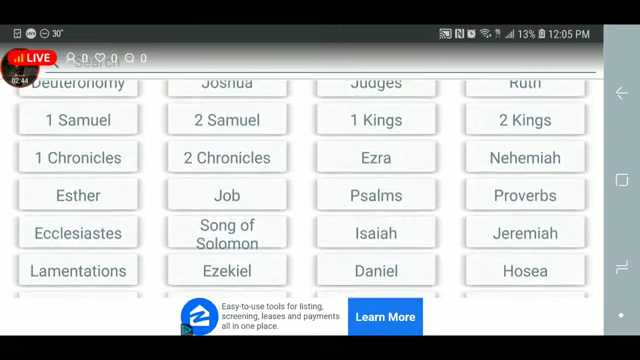 30° 13% 12:05 PM
LIVE 0 0 0
Search
02:44
Deuteronomy Joshua Judges Ruth
1 Samuel 2 Samuel 1 Kings 2 Kings
1 Chronicles 2 Chronicles Ezra Nehemiah
Esther Job Psalms Proverbs
Ecclesiastes Song of Solomon Isaiah Jeremiah
Lamentations Ezekiel Daniel Hosea
Easy-to-use tools for listing,
screening, leases and payments
all in one place.
Learn More